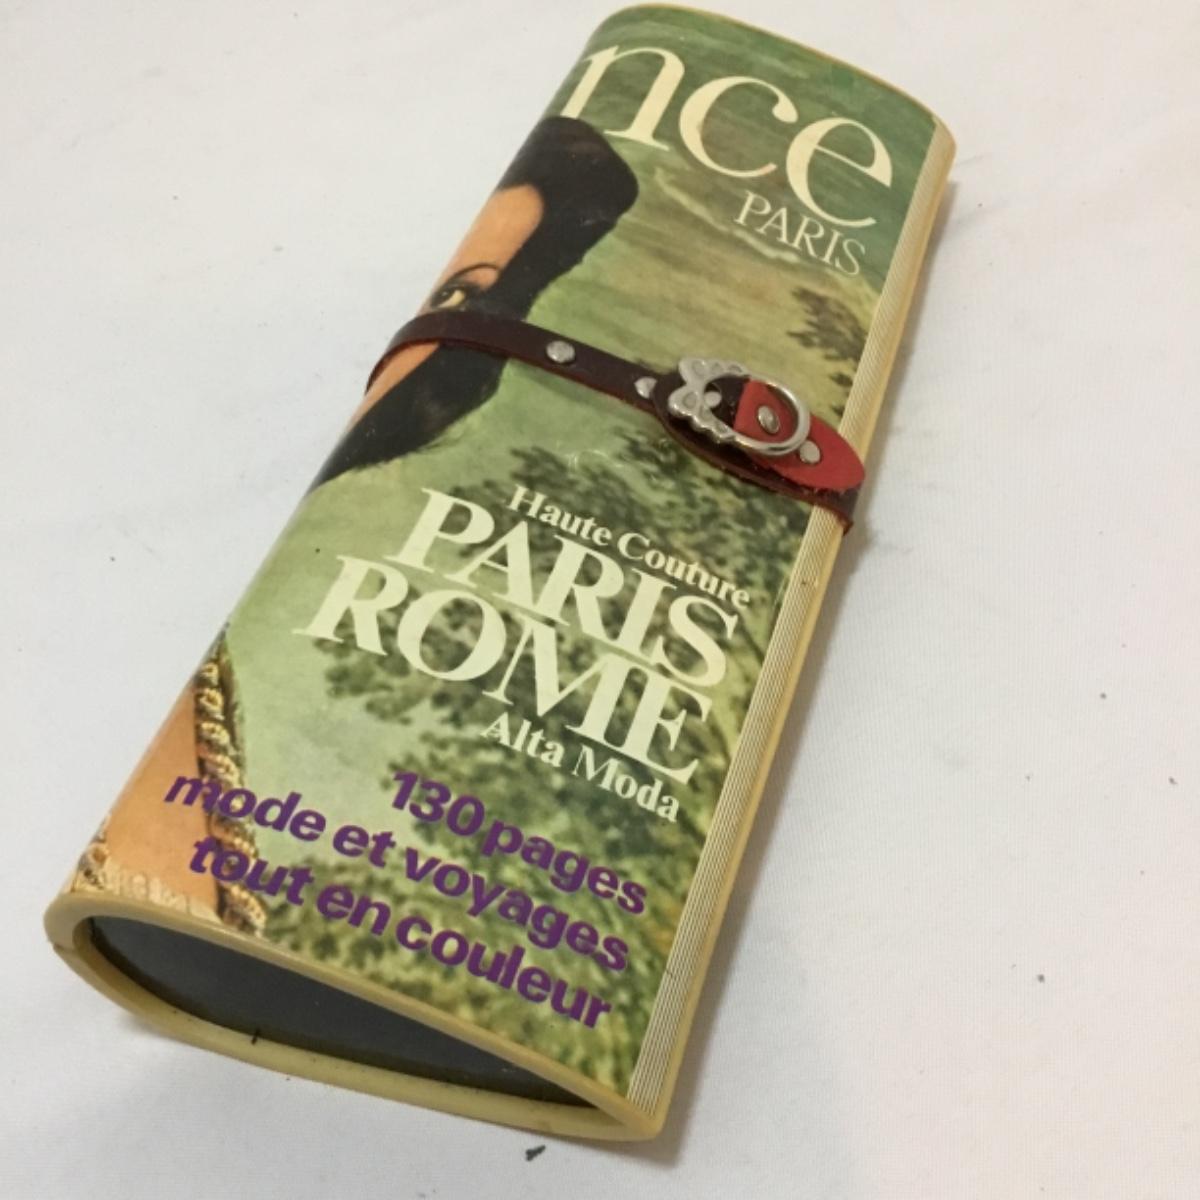 nce
PARIS
Haute Couture
PARIS
ROME
Alta Moda
130 pages
mode et voyages
tout en couleur